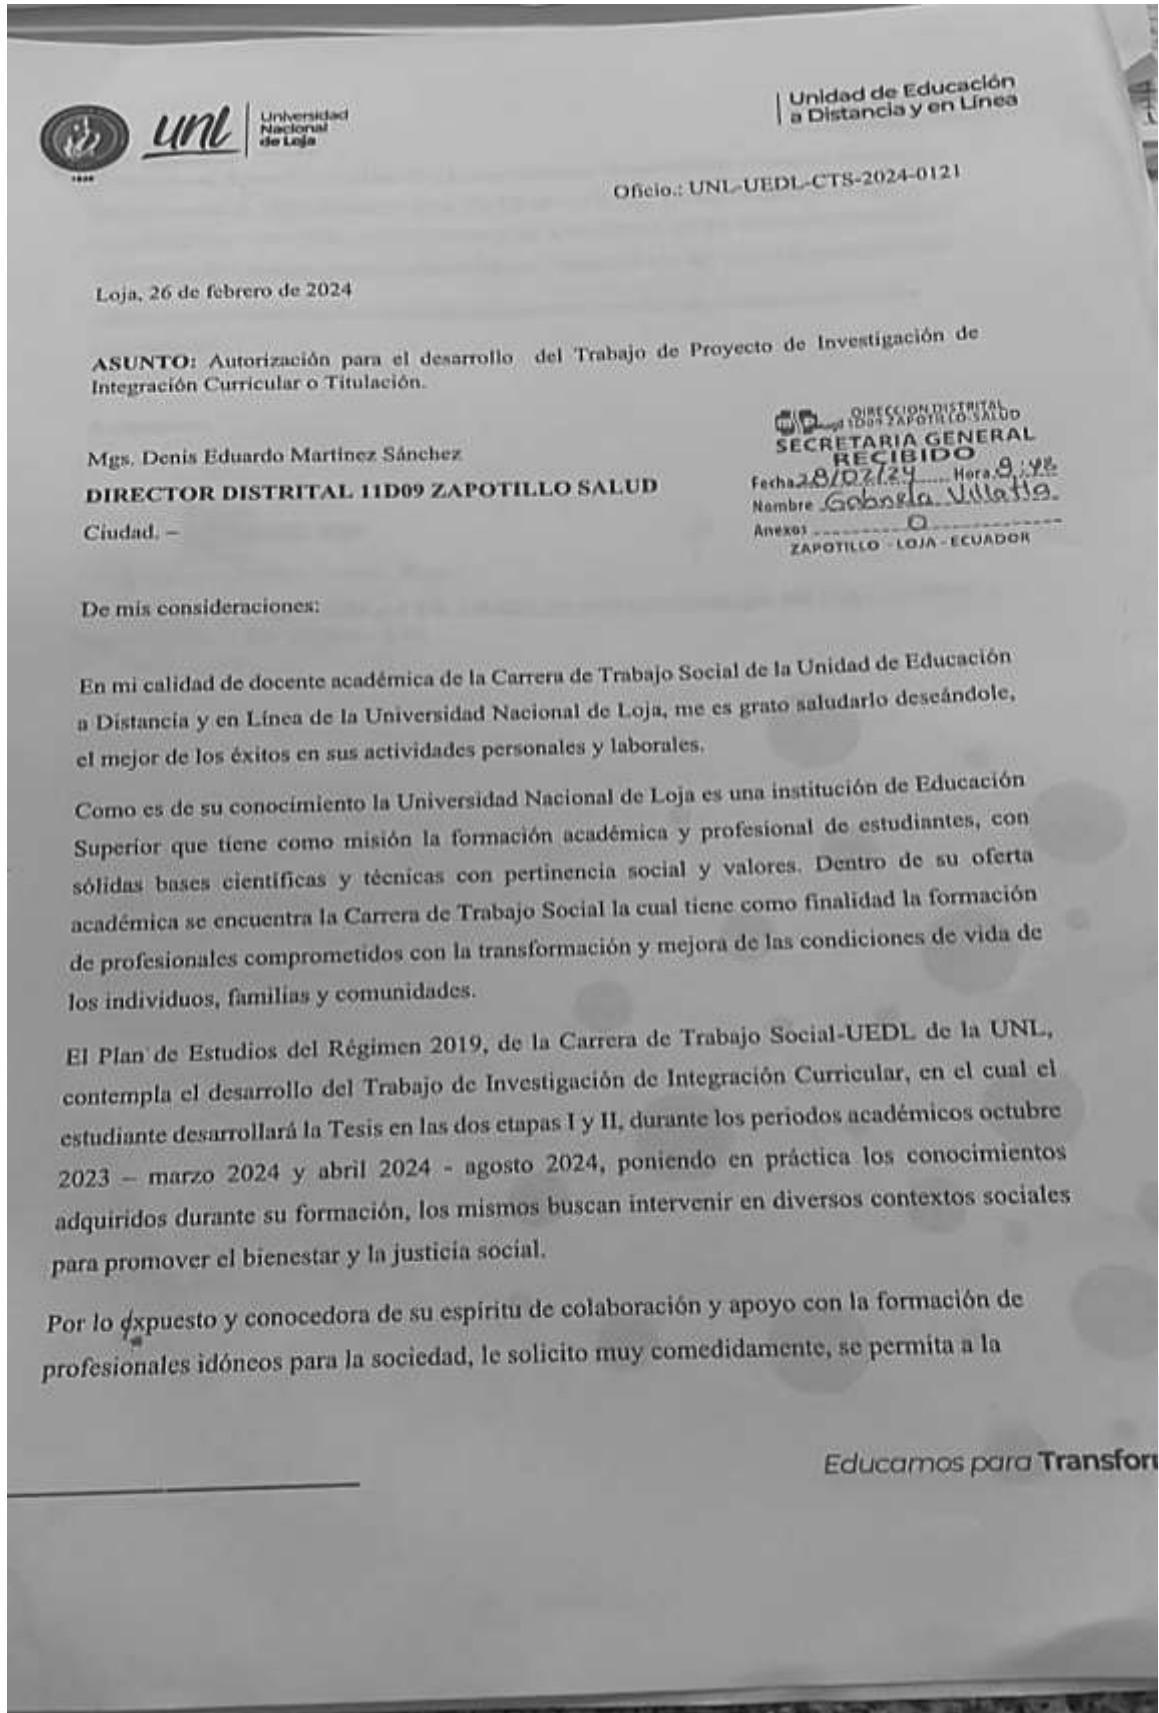 unl
Universidad
Nacional
de Loja
1859
Unidad de Educación
a Distancia y en Línea
Oficio.: UNL-UEDL-CTS-2024-0121
Loja, 26 de febrero de 2024
ASUNTO: Autorización para el desarrollo del Trabajo de Proyecto de Investigación de
Integración Curricular o Titulación.
DIRECCION DISTRITAL
11D09 ZAPOTILLO-SALUD
SECRETARIA GENERAL
RECIBIDO
Fecha 28/02/24 Hora 9:48
Nombre Gabriela Villalta
Anexos 0
ZAPOTILLO - LOJA - ECUADOR
Mgs. Denis Eduardo Martínez Sánchez
DIRECTOR DISTRITAL 11D09 ZAPOTILLO SALUD
Ciudad. –
De mis consideraciones:
En mi calidad de docente académica de la Carrera de Trabajo Social de la Unidad de Educación
a Distancia y en Línea de la Universidad Nacional de Loja, me es grato saludarlo deseándole,
el mejor de los éxitos en sus actividades personales y laborales.
Como es de su conocimiento la Universidad Nacional de Loja es una institución de Educación
Superior que tiene como misión la formación académica y profesional de estudiantes, con
sólidas bases científicas y técnicas con pertinencia social y valores. Dentro de su oferta
académica se encuentra la Carrera de Trabajo Social la cual tiene como finalidad la formación
de profesionales comprometidos con la transformación y mejora de las condiciones de vida de
los individuos, familias y comunidades.
El Plan de Estudios del Régimen 2019, de la Carrera de Trabajo Social-UEDL de la UNL,
contempla el desarrollo del Trabajo de Investigación de Integración Curricular, en el cual el
estudiante desarrollará la Tesis en las dos etapas I y II, durante los periodos académicos octubre
2023 – marzo 2024 y abril 2024 - agosto 2024, poniendo en práctica los conocimientos
adquiridos durante su formación, los mismos buscan intervenir en diversos contextos sociales
para promover el bienestar y la justicia social.
Por lo expuesto y conocedora de su espíritu de colaboración y apoyo con la formación de
profesionales idóneos para la sociedad, le solicito muy comedidamente, se permita a la
Educamos para Transfor